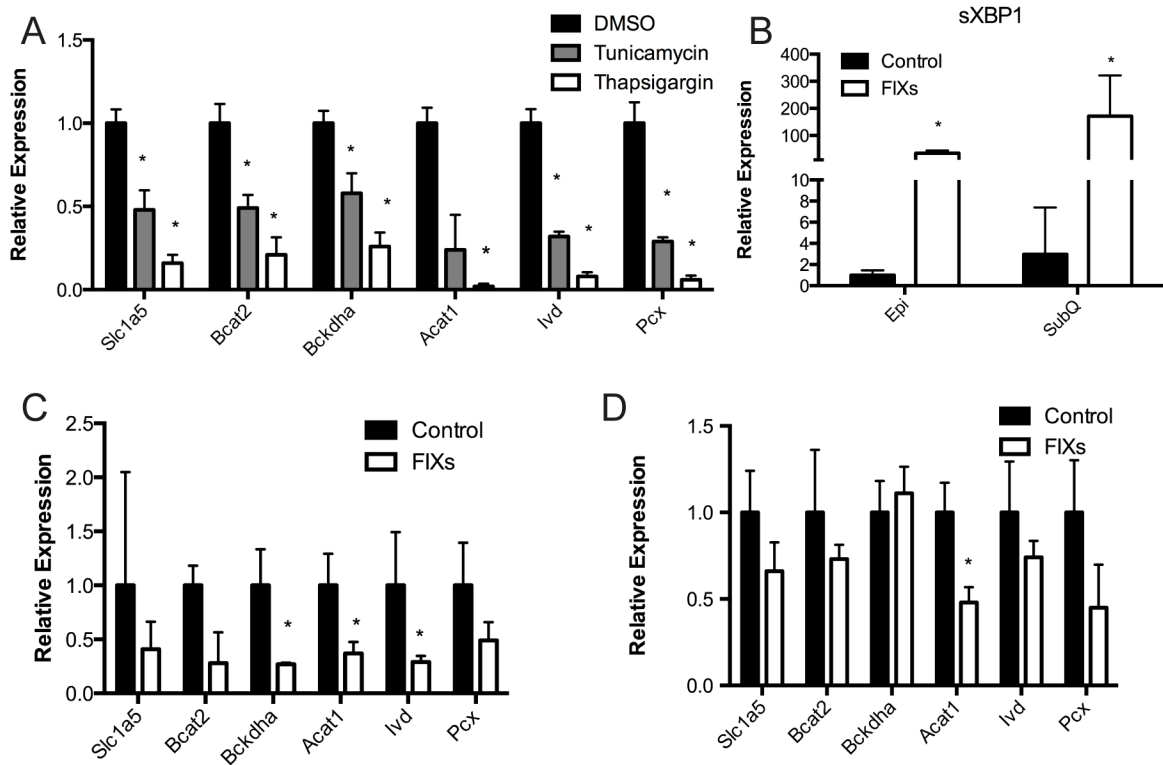 A
Relative Expression
1.5
1.0
0.5
0.0
DMSO
Tunicamycin
Thapsigargin
* * * * * * * * * * *
Slc1a5 Bcat2 Bckdha Acat1 Ivd Pcx
B
sXBP1
Relative Expression
400
300
200
100
10
8
6
4
2
0
Control
FIXs
* *
Epi SubQ
C
Relative Expression
2.5
2.0
1.5
1.0
0.5
0.0
Control
FIXs
* * *
Slc1a5 Bcat2 Bckdha Acat1 Ivd Pcx
D
Relative Expression
1.5
1.0
0.5
0.0
Control
FIXs
*
Slc1a5 Bcat2 Bckdha Acat1 Ivd Pcx